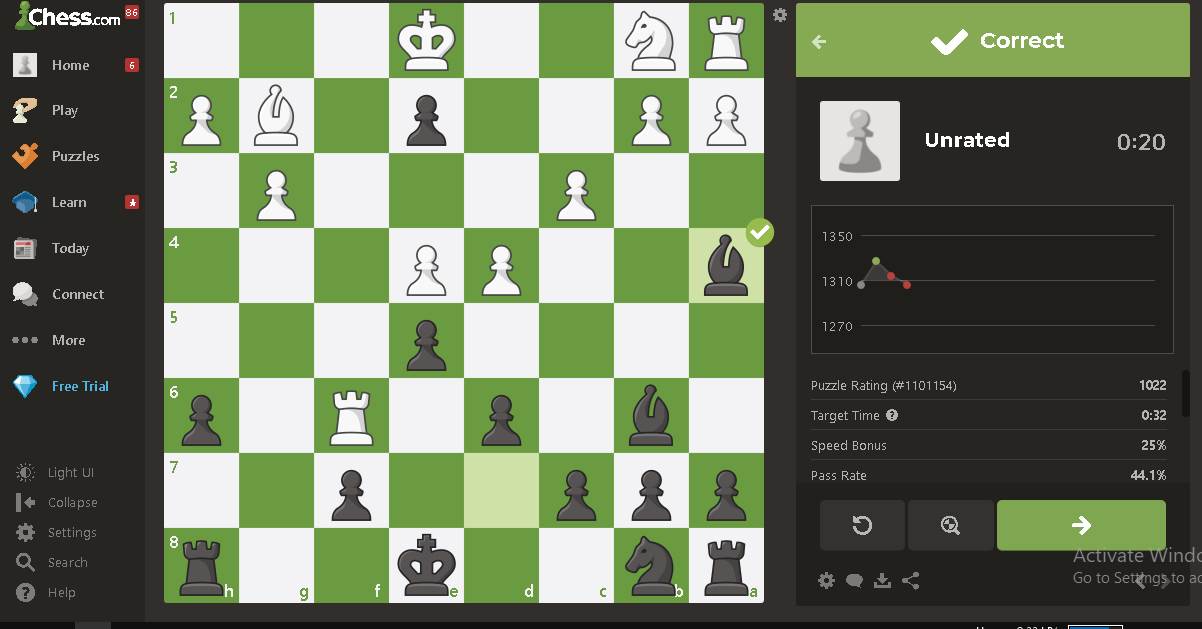 Chess.com 86
Home 6
Play
Puzzles
Learn
Today
Connect
More
Free Trial
Light UI
Collapse
Settings
Search
Help
1
2
3
4
5
6
7
8 h g f e d c b a
Correct
Unrated 0:20
1350
1310
1270
Puzzle Rating (#1101154) 1022
Target Time ? 0:32
Speed Bonus 25%
Pass Rate 44.1%
Activate Windo
Go to Settings to ac